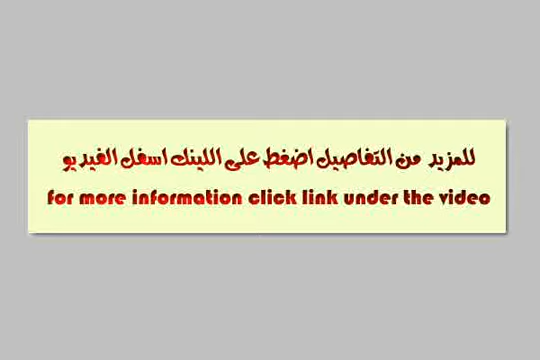 للمزيد من التفاصيل اضغط على اللينك اسفل الفيديو
for more information click link under the video